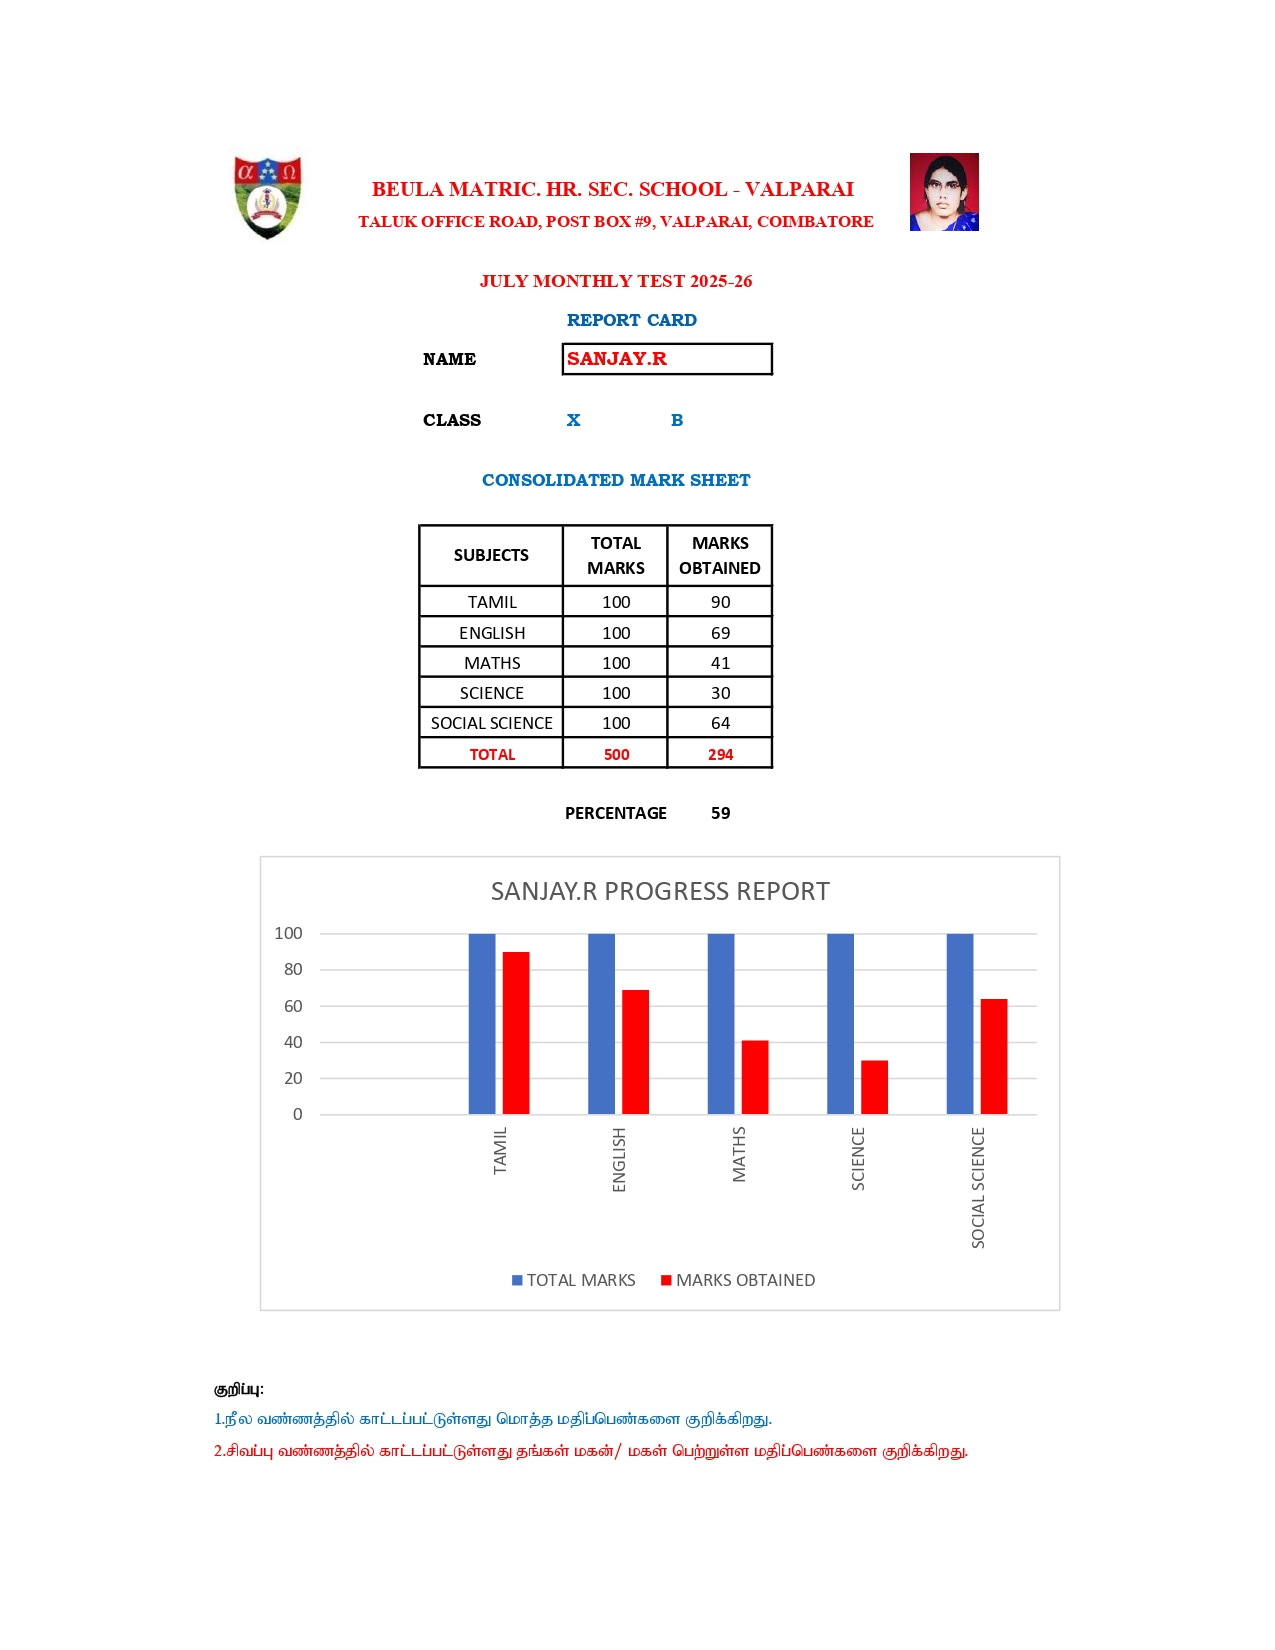 α Ω
BEULA MATRIC. HR. SEC. SCHOOL - VALPARAI
TALUK OFFICE ROAD, POST BOX #9, VALPARAI, COIMBATORE
JULY MONTHLY TEST 2025-26
REPORT CARD
NAME SANJAY.R
CLASS X B
CONSOLIDATED MARK SHEET
SUBJECTS TOTAL MARKS MARKS OBTAINED
TAMIL 100 90
ENGLISH 100 69
MATHS 100 41
SCIENCE 100 30
SOCIAL SCIENCE 100 64
TOTAL 500 294
PERCENTAGE 59
SANJAY.R PROGRESS REPORT
100
80
60
40
20
0
TAMIL ENGLISH MATHS SCIENCE SOCIAL SCIENCE
TOTAL MARKS MARKS OBTAINED
குறிப்பு:
1.நீல வண்ணத்தில் காட்டப்பட்டுள்ளது மொத்த மதிப்பெண்களை குறிக்கிறது.
2.சிவப்பு வண்ணத்தில் காட்டப்பட்டுள்ளது தங்கள் மகன்/ மகள் பெற்றுள்ள மதிப்பெண்களை குறிக்கிறது.